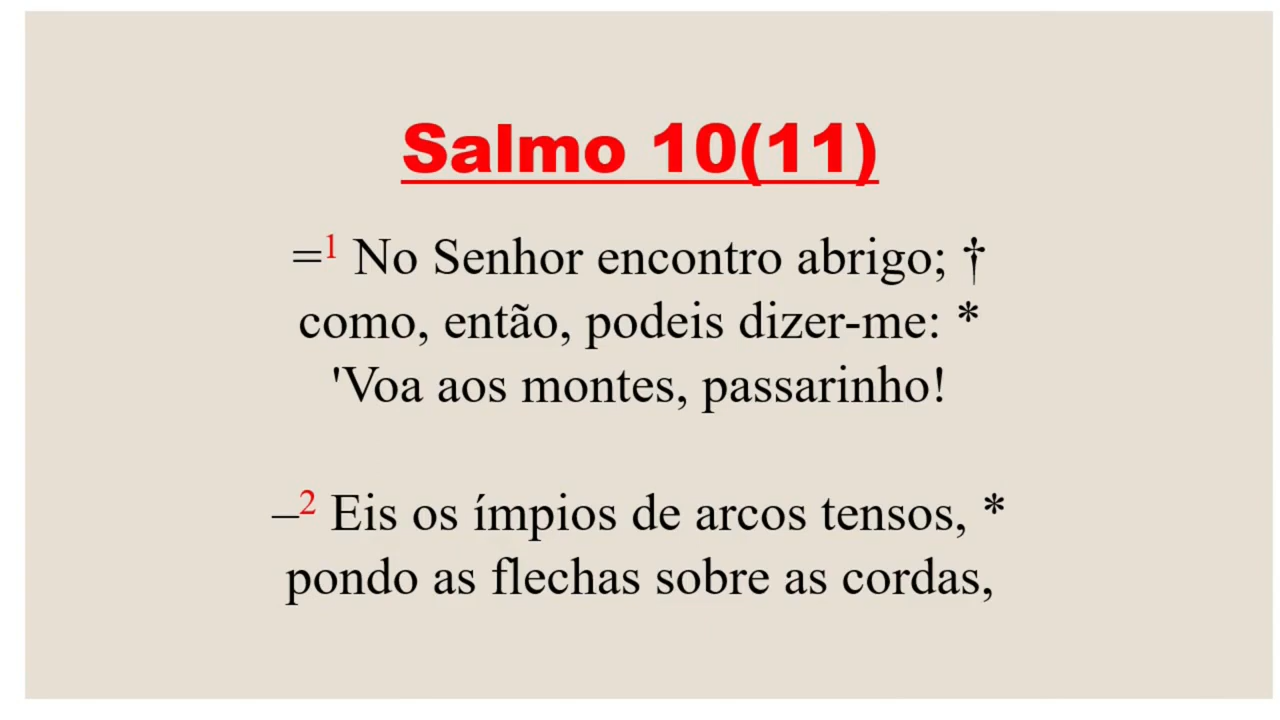 Salmo 10(11)
=¹ No Senhor encontro abrigo; †
como, então, podeis dizer-me: *
'Voa aos montes, passarinho!
–² Eis os ímpios de arcos tensos, *
pondo as flechas sobre as cordas,